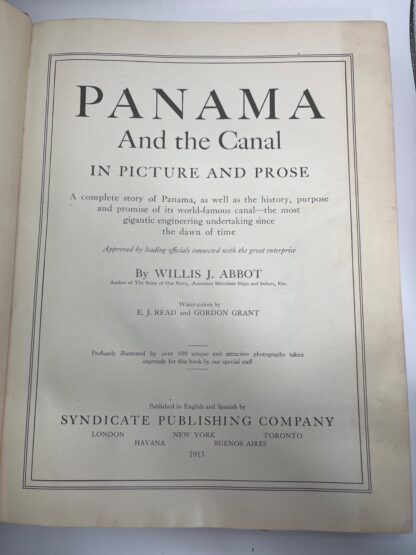 PANAMA
And the Canal
IN PICTURE AND PROSE
A complete story of Panama, as well as the history, purpose
and promise of its world-famous canal—the most
gigantic engineering undertaking since
the dawn of time
Approved by leading officials connected with the great enterprise
By WILLIS J. ABBOT
Author of The Story of Our Navy, American Merchant Ships and Sailors, Etc.
Water-colors by
E. J. READ and GORDON GRANT
Profusely illustrated by over 600 unique and attractive photographs taken
expressly for this book by our special staff
Published in English and Spanish by
SYNDICATE PUBLISHING COMPANY
LONDON NEW YORK TORONTO
HAVANA BUENOS AIRES
1913